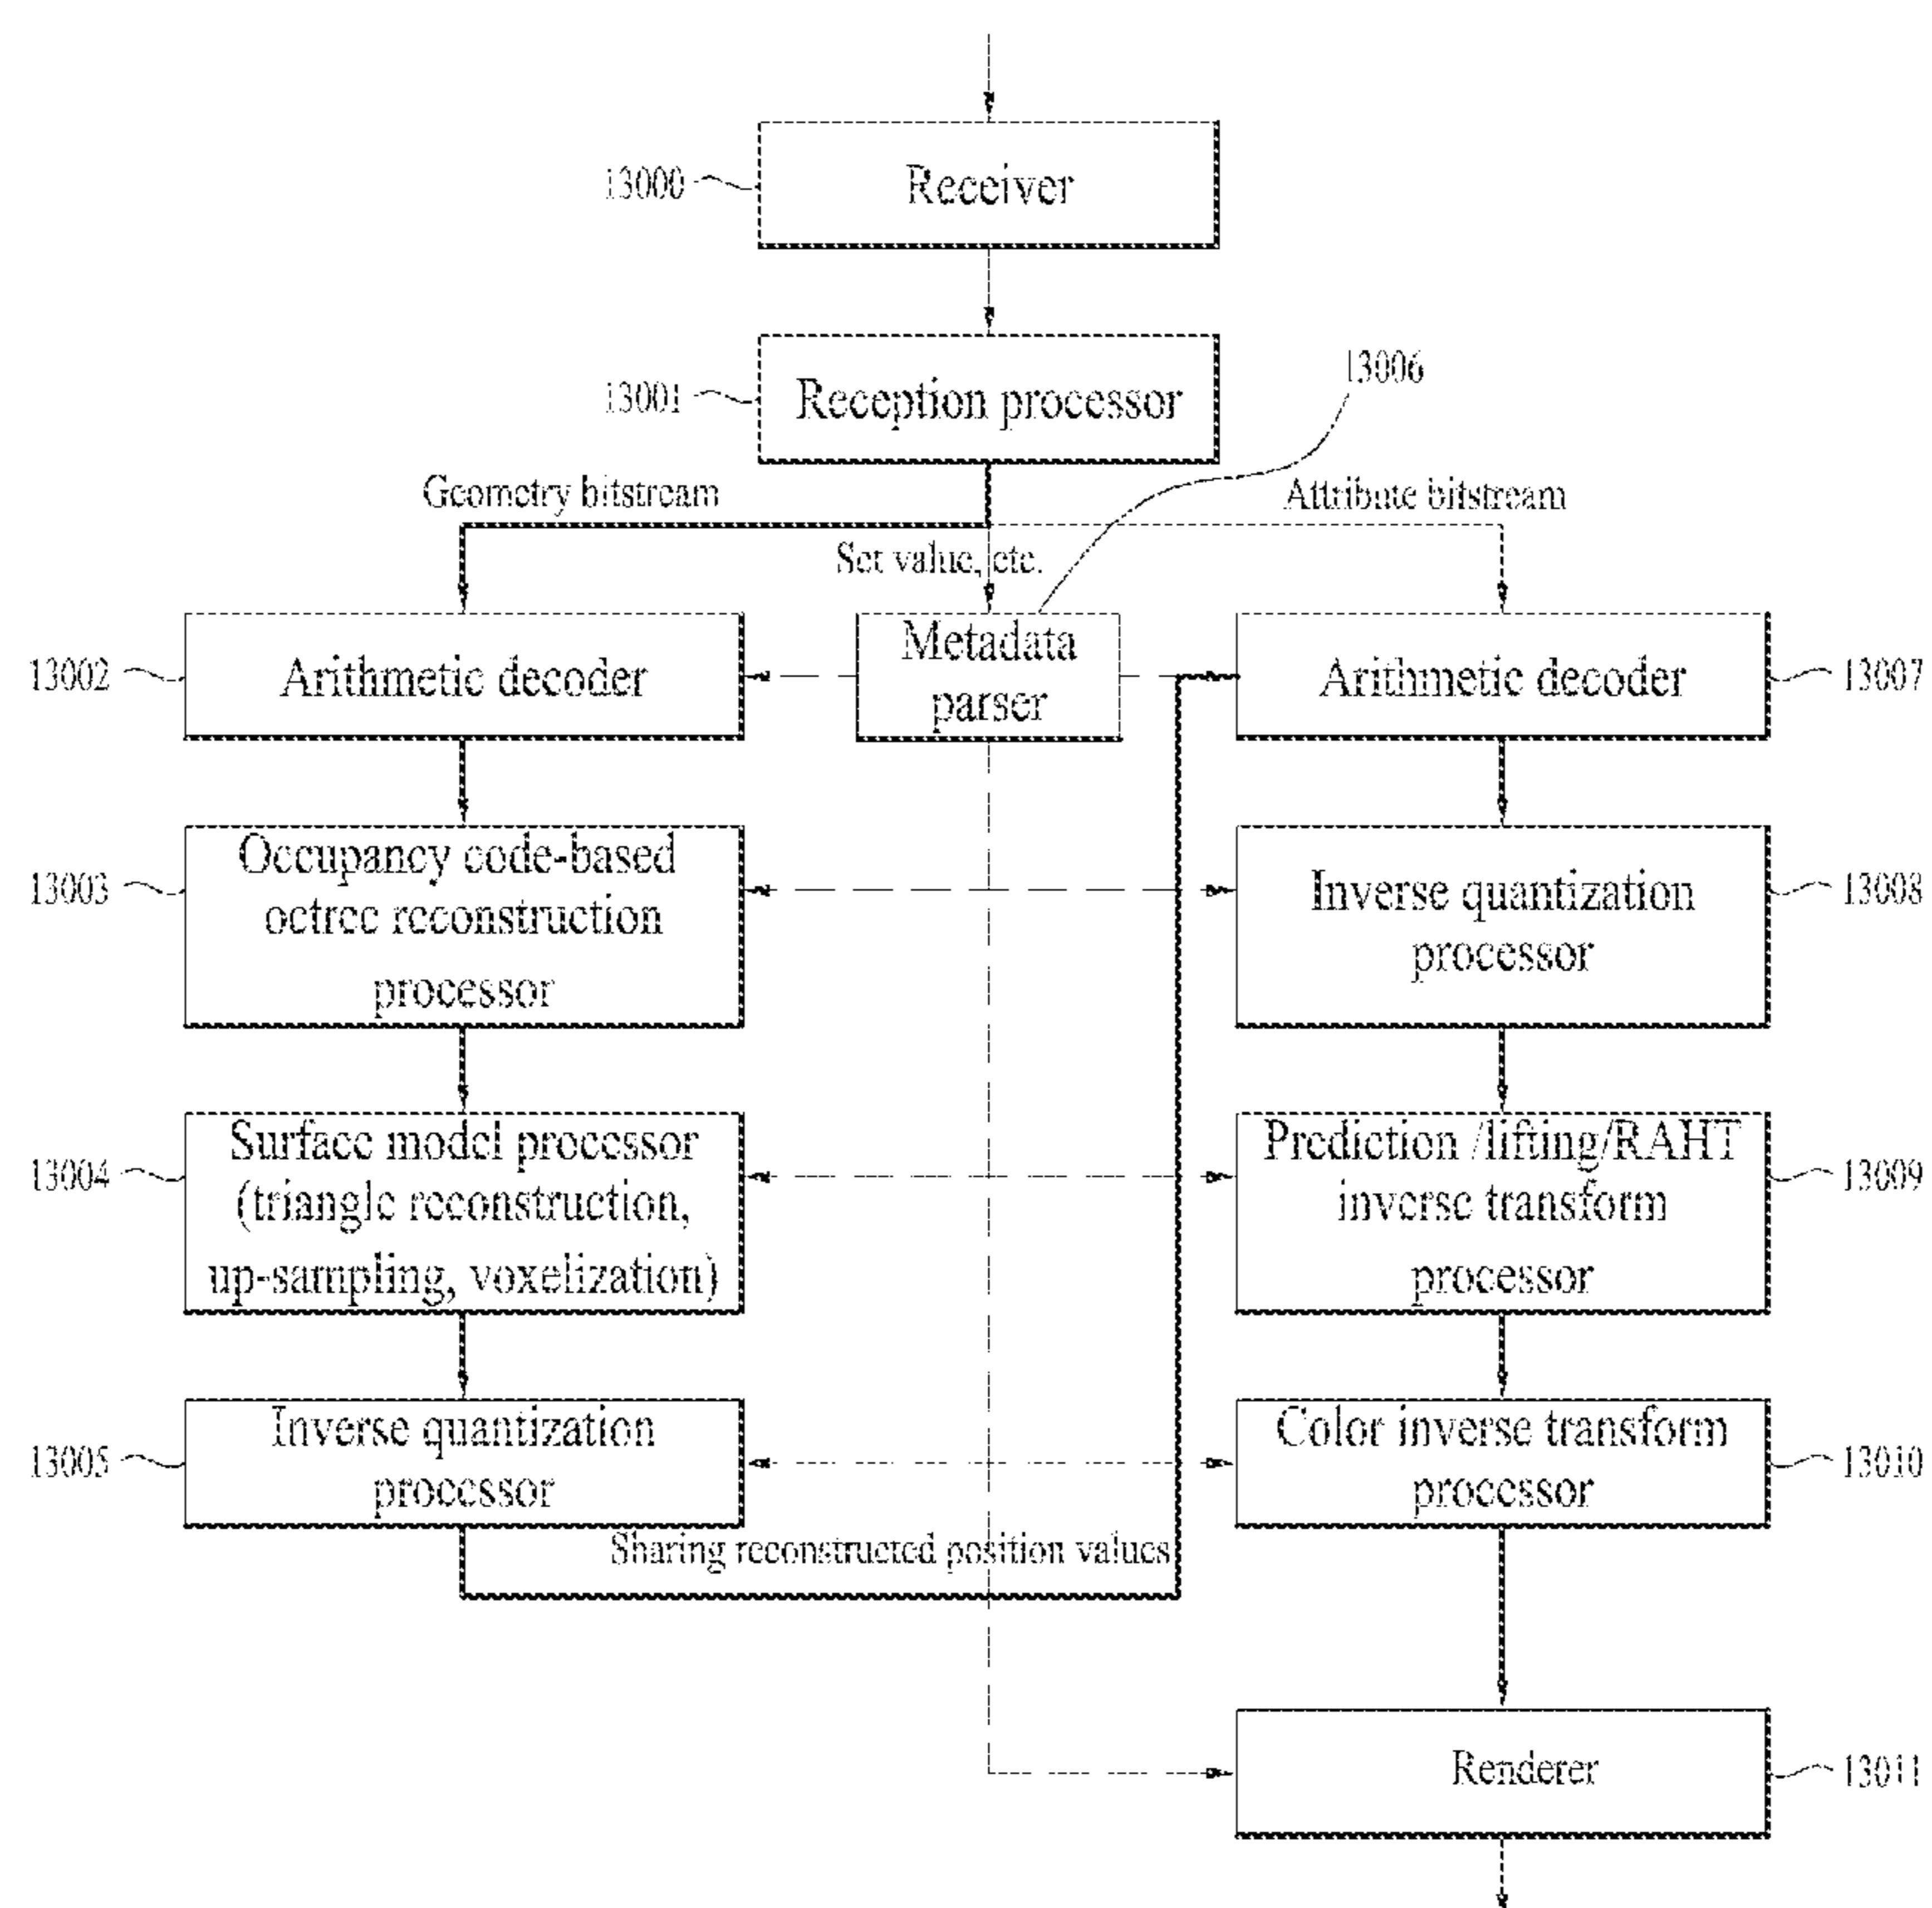 13000
Receiver
13001
Reception processor
13006
Geometry bitstream
Attribute bitstream
Set value, etc.
13002
Arithmetic decoder
Metadata
parser
Arithmetic decoder
13007
13003
Occupancy code-based
octree reconstruction
processor
Inverse quantization
processor
13008
13004
Surface model processor
(triangle reconstruction,
up-sampling, voxelization)
Prediction /lifting/RAHT
inverse transform
processor
13009
13005
Inverse quantization
processor
Color inverse transform
processor
13010
Sharing reconstructed position values
Renderer
13011